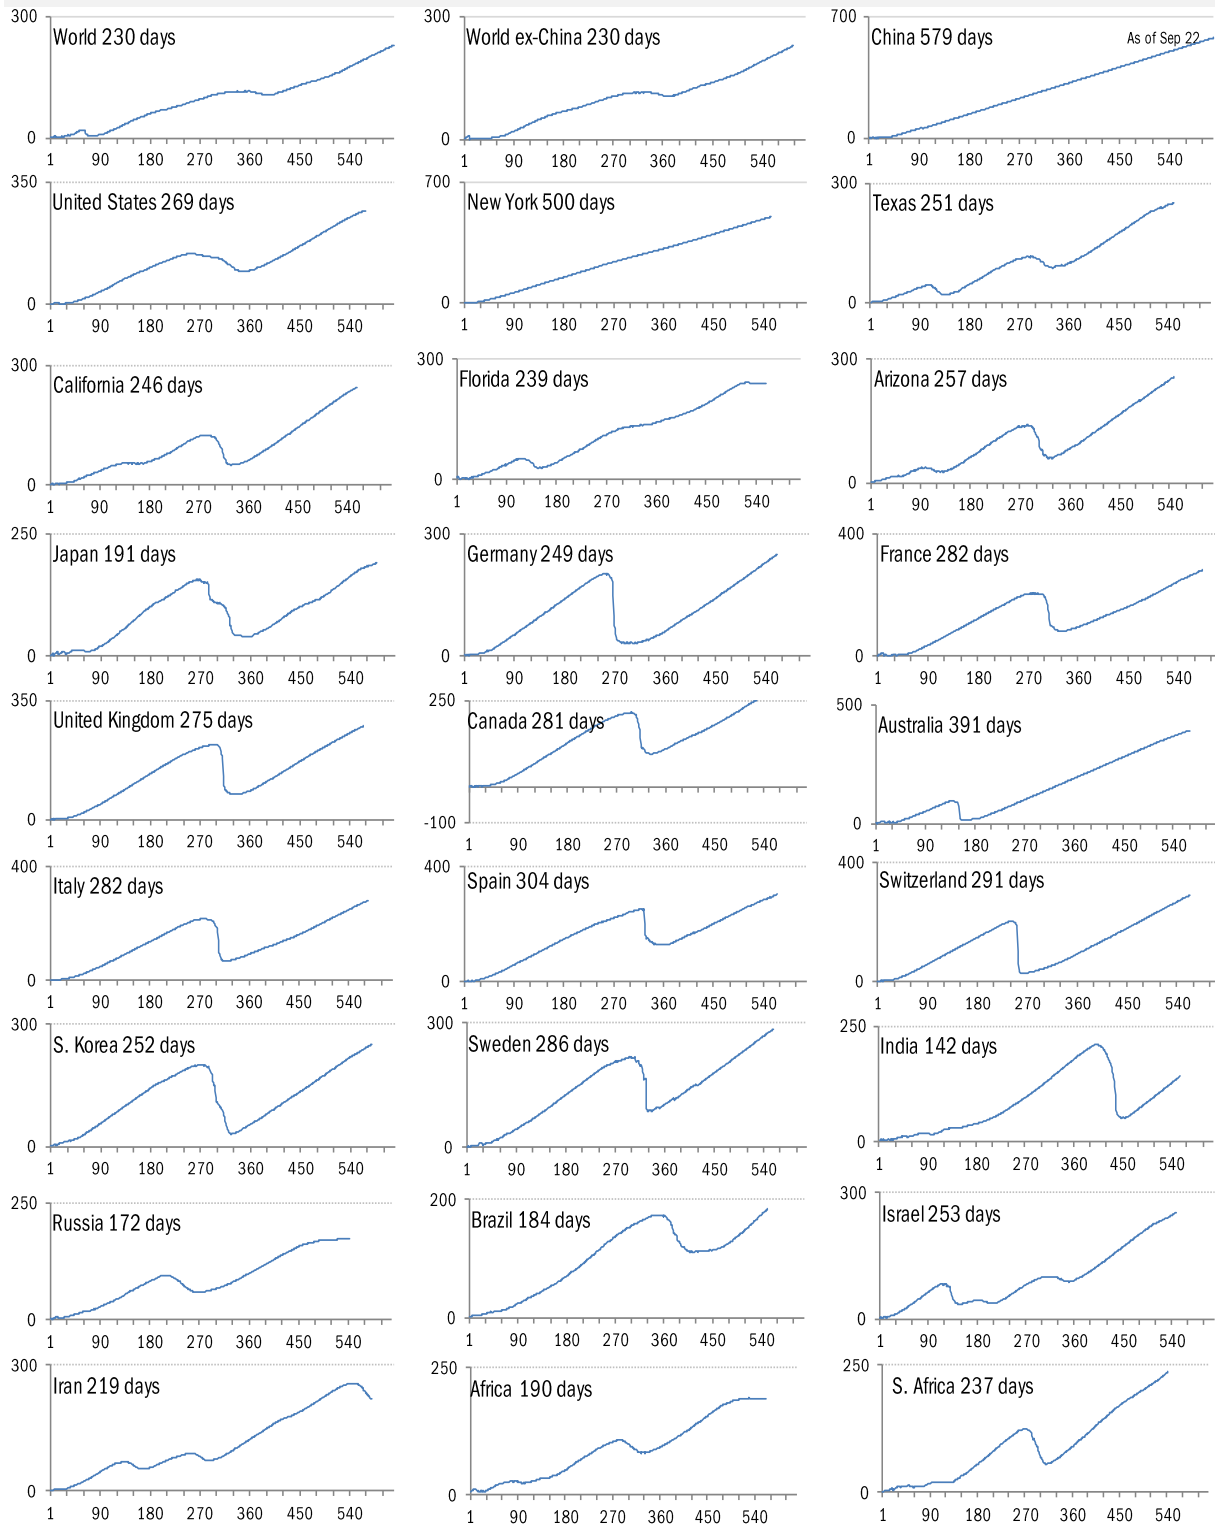 300
World 230 days
0
1 90 180 270 360 450 540
300
World ex-China 230 days
0
1 90 180 270 360 450 540
700
China 579 days
As of Sep 22
0
1 90 180 270 360 450 540
350
United States 269 days
0
1 90 180 270 360 450 540
700
New York 500 days
0
1 90 180 270 360 450 540
300
Texas 251 days
0
1 90 180 270 360 450 540
300
California 246 days
0
1 90 180 270 360 450 540
300
Florida 239 days
0
1 90 180 270 360 450 540
300
Arizona 257 days
0
1 90 180 270 360 450 540
250
Japan 191 days
0
1 90 180 270 360 450 540
300
Germany 249 days
0
1 90 180 270 360 450 540
400
France 282 days
0
1 90 180 270 360 450 540
350
United Kingdom 275 days
0
1 90 180 270 360 450 540
250
Canada 281 days
-100
1 90 180 270 360 450 540
500
Australia 391 days
0
1 90 180 270 360 450 540
400
Italy 282 days
0
1 90 180 270 360 450 540
400
Spain 304 days
0
1 90 180 270 360 450 540
400
Switzerland 291 days
0
1 90 180 270 360 450 540
300
S. Korea 252 days
0
1 90 180 270 360 450 540
300
Sweden 286 days
0
1 90 180 270 360 450 540
250
India 142 days
0
1 90 180 270 360 450 540
250
Russia 172 days
0
1 90 180 270 360 450 540
200
Brazil 184 days
0
1 90 180 270 360 450 540
300
Israel 253 days
0
1 90 180 270 360 450 540
300
Iran 219 days
0
1 90 180 270 360 450 540
250
Africa 190 days
0
1 90 180 270 360 450 540
250
S. Africa 237 days
0
1 90 180 270 360 450 540